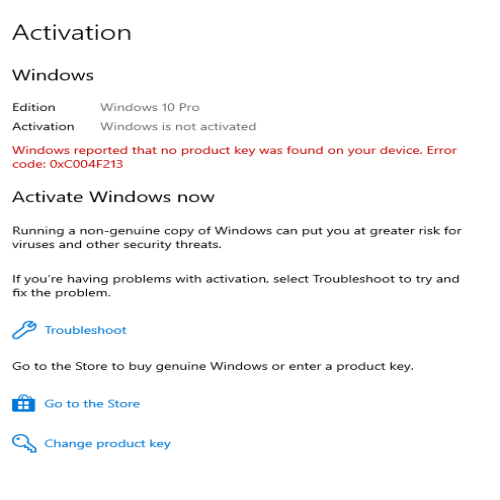 Activation
Windows
Edition Windows 10 Pro
Activation Windows is not activated
Windows reported that no product key was found on your device. Error
code: 0xC004F213
Activate Windows now
Running a non-genuine copy of Windows can put you at greater risk for
viruses and other security threats.
If you're having problems with activation, select Troubleshoot to try and
fix the problem.
Troubleshoot
Go to the Store to buy genuine Windows or enter a product key.
Go to the Store
Change product key